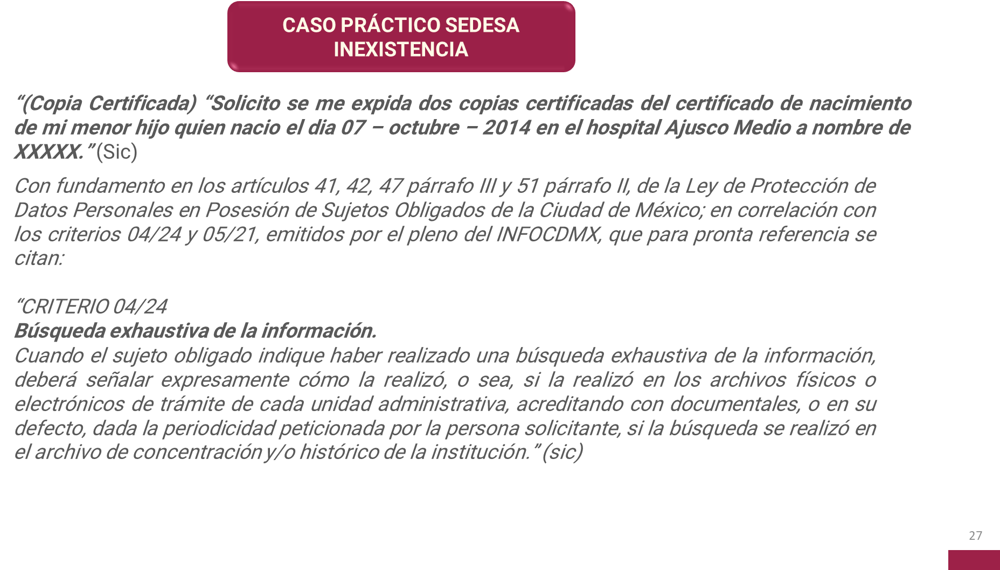 CASO PRÁCTICO SEDESA
INEXISTENCIA
“(Copia Certificada) “Solicito se me expida dos copias certificadas del certificado de nacimiento
de mi menor hijo quien nacio el dia 07 – octubre – 2014 en el hospital Ajusco Medio a nombre de
XXXXX.” (Sic)
Con fundamento en los artículos 41, 42, 47 párrafo III y 51 párrafo II, de la Ley de Protección de
Datos Personales en Posesión de Sujetos Obligados de la Ciudad de México; en correlación con
los criterios 04/24 y 05/21, emitidos por el pleno del INFOCDMX, que para pronta referencia se
citan:
“CRITERIO 04/24
Búsqueda exhaustiva de la información.
Cuando el sujeto obligado indique haber realizado una búsqueda exhaustiva de la información,
deberá señalar expresamente cómo la realizó, o sea, si la realizó en los archivos físicos o
electrónicos de trámite de cada unidad administrativa, acreditando con documentales, o en su
defecto, dada la periodicidad peticionada por la persona solicitante, si la búsqueda se realizó en
el archivo de concentración y/o histórico de la institución.” (sic)
27